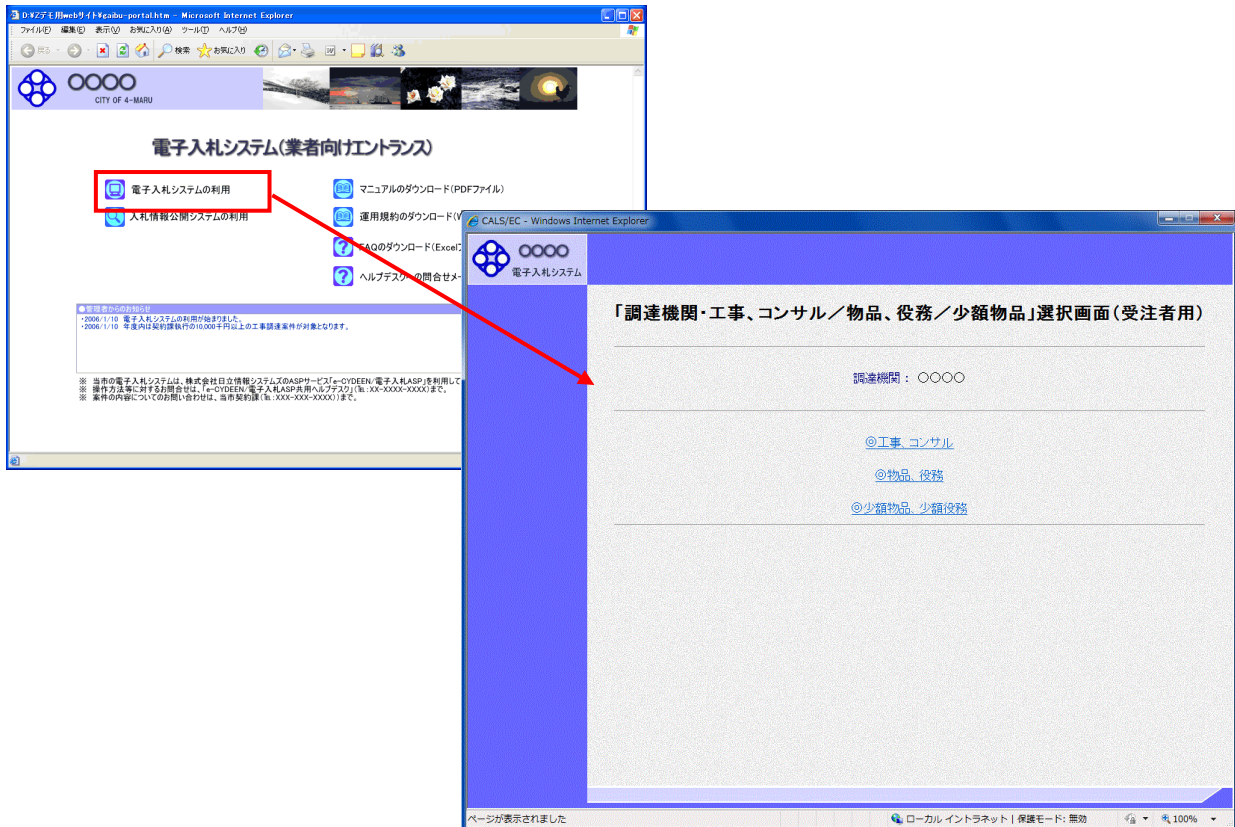 D:¥Zデモ用webサイト¥gaibu-portal.htm - Microsoft Internet Explorer
ファイル(F) 編集(E) 表示(V) お気に入り(A) ツール(T) ヘルプ(H)
戻る 検索 お気に入り
○○○○
CITY OF 4-MARU
電子入札システム(業者向けエントランス)
電子入札システムの利用
マニュアルのダウンロード(PDFファイル)
入札情報公開システムの利用
運用規約のダウンロード(
FAQのダウンロード(Excel
ヘルプデスクへの問合せメー
●管理者からのお知らせ
・2006/1/10 電子入札システムの利用が始まりました。
・2006/1/10 年度内は契約課執行の10,000千円以上の工事調達案件が対象となります。
※ 当市の電子入札システムは、株式会社日立情報システムズのASPサービス「e-CYDEEN/電子入札ASP」を利用して
※ 操作方法等に対するお問合せは、「e-CYDEEN/電子入札ASP共用ヘルプデスク」(℡:XX-XXXX-XXXX)まで。
※ 案件の内容についてのお問い合わせは、当市契約課(℡:XXX-XXX-XXXX))まで。
CALS/EC - Windows Internet Explorer
○○○○
電子入札システム
「調達機関・工事、コンサル／物品、役務／少額物品」選択画面(受注者用)
調達機関： ○○○○
◎工事、コンサル
◎物品、役務
◎少額物品、少額役務
ページが表示されました
ローカル イントラネット | 保護モード: 無効
100%